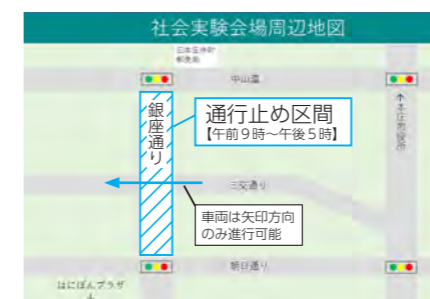 社会実験会場周辺地図
日本生命前
郵便局
中山道
銀座通り
通行止め区間
【午前9時~午後5時】
本庄市役所
三交通り
車両は矢印方向
のみ進行可能
朝日通り
はにぽんプラザ